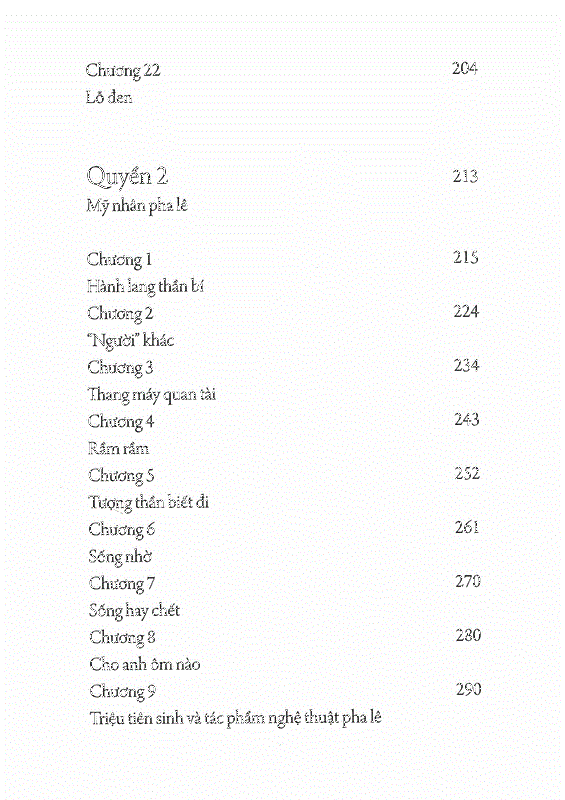 Chương 22 204
Lỗ đen
Quyển 2 213
Mỹ nhân pha lê
Chương 1 215
Hành lang thần bí
Chương 2 224
"Người" khác
Chương 3 234
Thang máy quan tài
Chương 4 243
Rầm rầm
Chương 5 252
Tượng thần biết đi
Chương 6 261
Sống nhờ
Chương 7 270
Sống hay chết
Chương 8 280
Cho anh ôm nào
Chương 9 290
Triệu tiên sinh và tác phẩm nghệ thuật pha lê